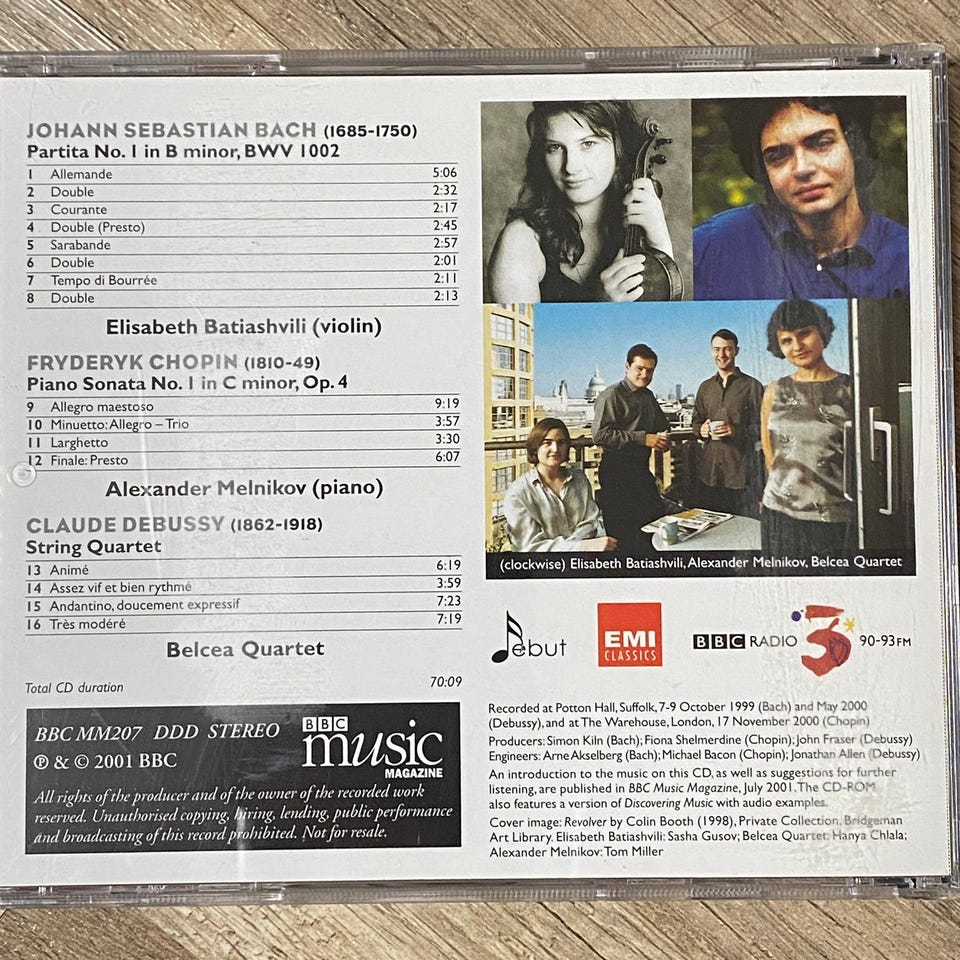 JOHANN SEBASTIAN BACH (1685-1750)
Partita No. 1 in B minor, BWV 1002
1 Allemande 5:06
2 Double 2:32
3 Courante 2:17
4 Double (Presto) 2:45
5 Sarabande 2:57
6 Double 2:01
7 Tempo di Bourrée 2:11
8 Double 2:13
Elisabeth Batiashvili (violin)
FRYDERYK CHOPIN (1810-49)
Piano Sonata No. 1 in C minor, Op. 4
9 Allegro maestoso 9:19
10 Minuetto: Allegro – Trio 3:57
11 Larghetto 3:30
12 Finale: Presto 6:07
Alexander Melnikov (piano)
CLAUDE DEBUSSY (1862-1918)
String Quartet
13 Animé 6:19
14 Assez vif et bien rythmé 3:59
15 Andantino, doucement expressif 7:23
16 Très modéré 7:19
Belcea Quartet
Total CD duration 70:09
BBC MM207 DDD STEREO
℗ & © 2001 BBC
BBC
music
MAGAZINE
All rights of the producer and of the owner of the recorded work
reserved. Unauthorised copying, hiring, lending, public performance
and broadcasting of this record prohibited. Not for resale.
(clockwise) Elisabeth Batiashvili, Alexander Melnikov, Belcea Quartet
Debut
EMI
CLASSICS
BBC RADIO 3 90-93 FM
Recorded at Potton Hall, Suffolk, 7-9 October 1999 (Bach) and May 2000
(Debussy), and at The Warehouse, London, 17 November 2000 (Chopin)
Producers: Simon Kiln (Bach); Fiona Shelmerdine (Chopin); John Fraser (Debussy)
Engineers: Arne Akselberg (Bach); Michael Bacon (Chopin); Jonathan Allen (Debussy)
An introduction to the music on this CD, as well as suggestions for further
listening, are published in BBC Music Magazine, July 2001. The CD-ROM
also features a version of Discovering Music with audio examples.
Cover image: Revolver by Colin Booth (1998), Private Collection, Bridgeman
Art Library. Elisabeth Batiashvili: Sasha Gusov; Belcea Quartet: Hanya Chlala;
Alexander Melnikov: Tom Miller